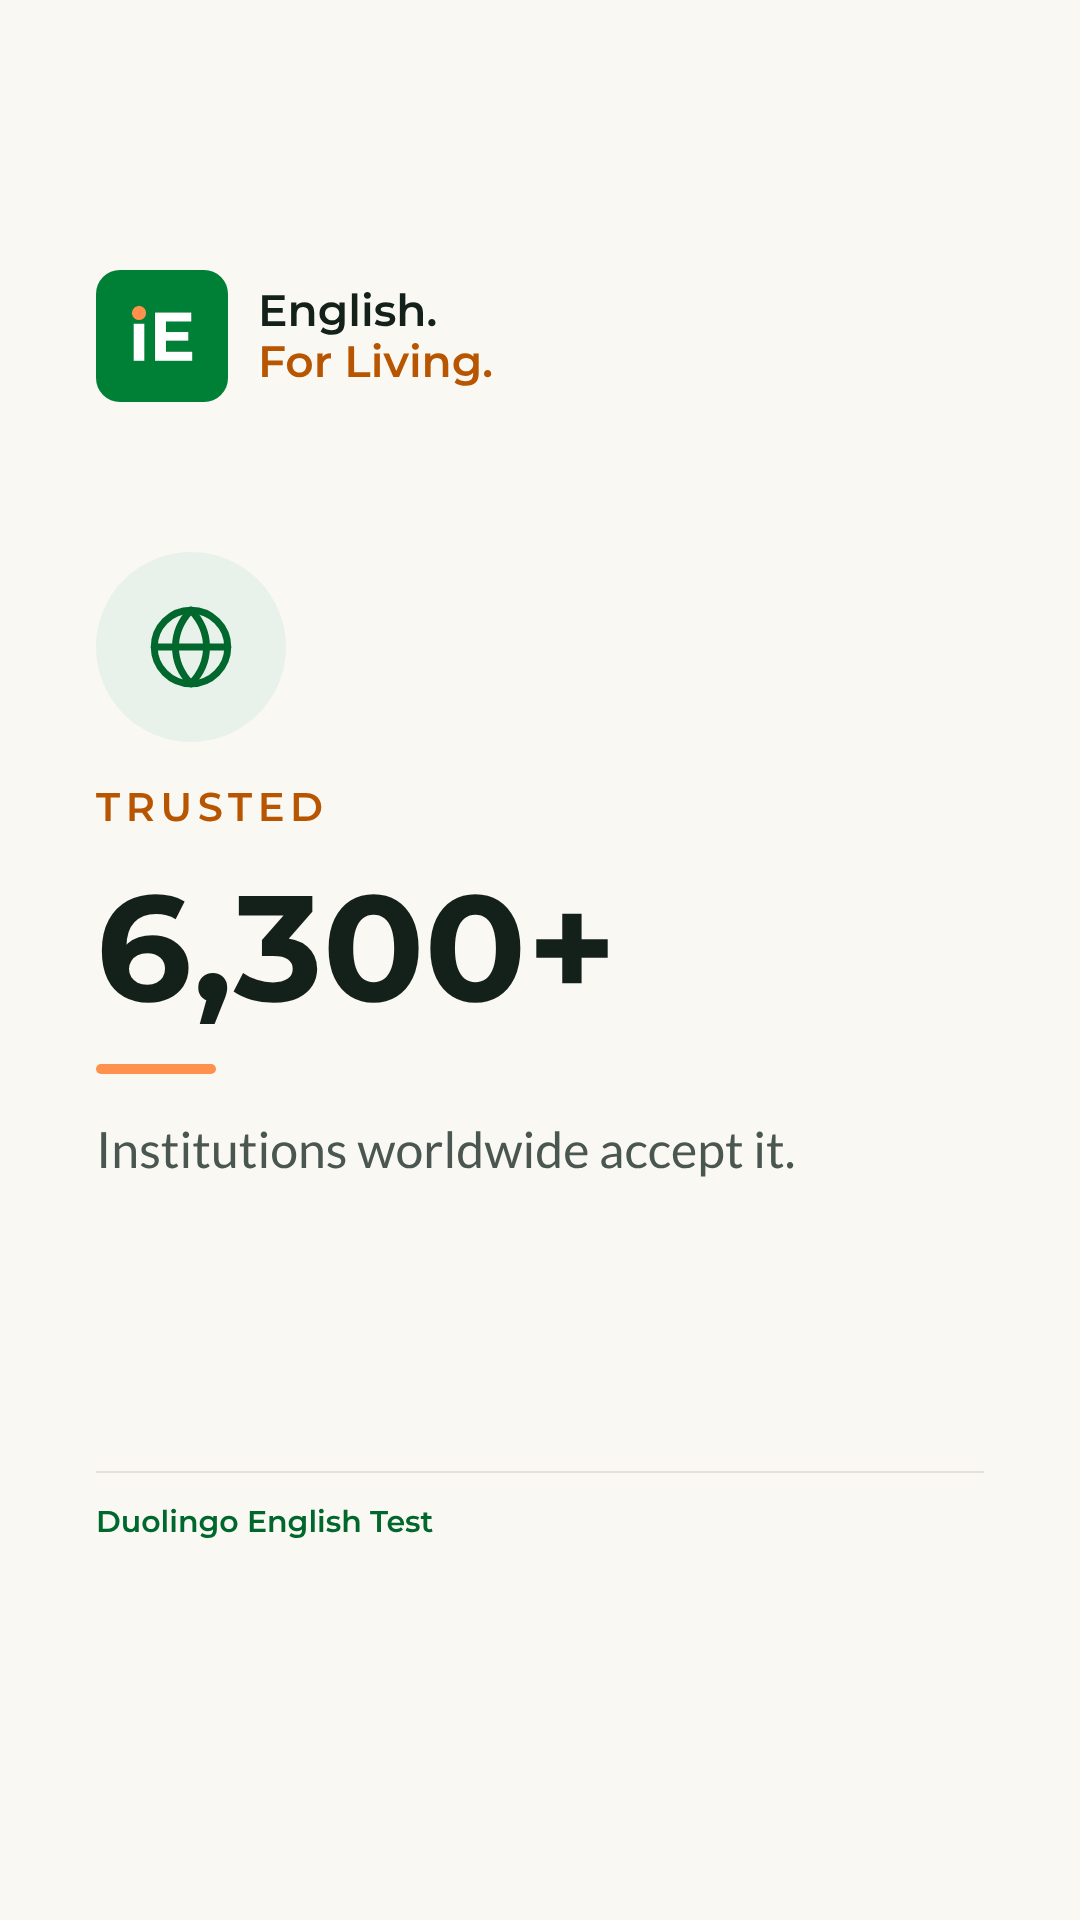 iE
English.
For Living.
TRUSTED
6,300+
Institutions worldwide accept it.
Duolingo English Test